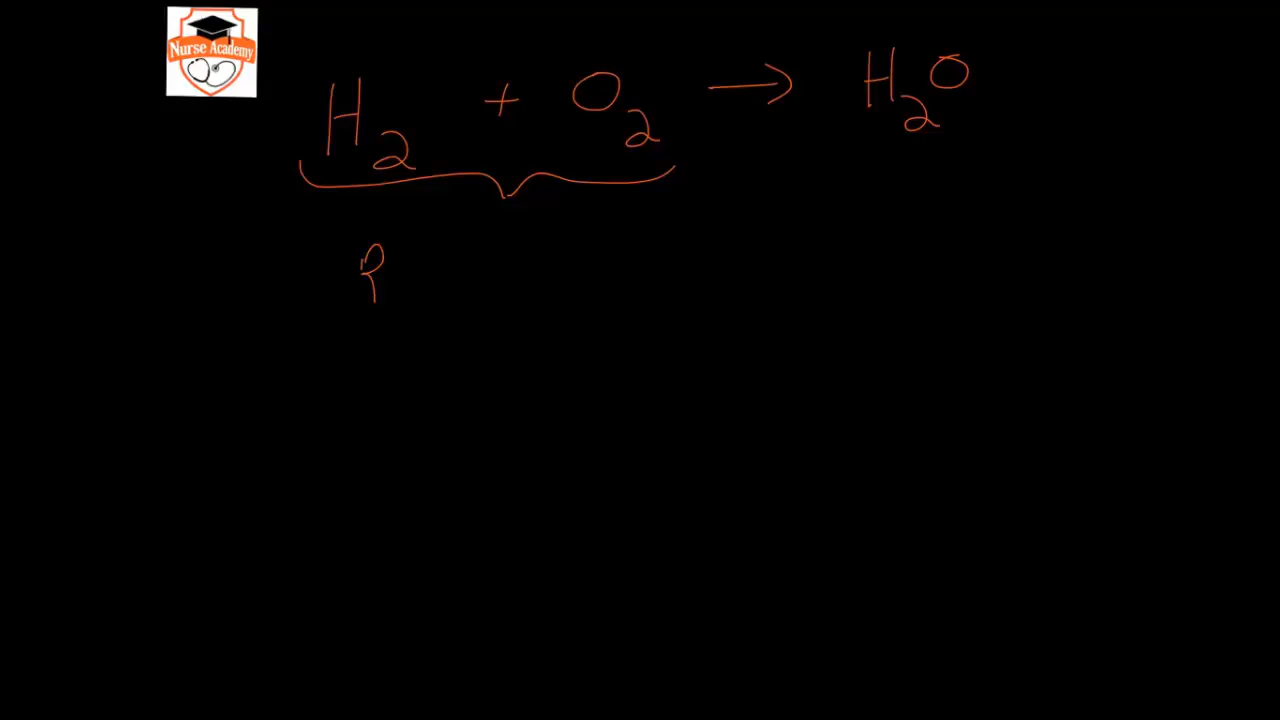 Nurse Academy
H₂ + O₂ → H₂O